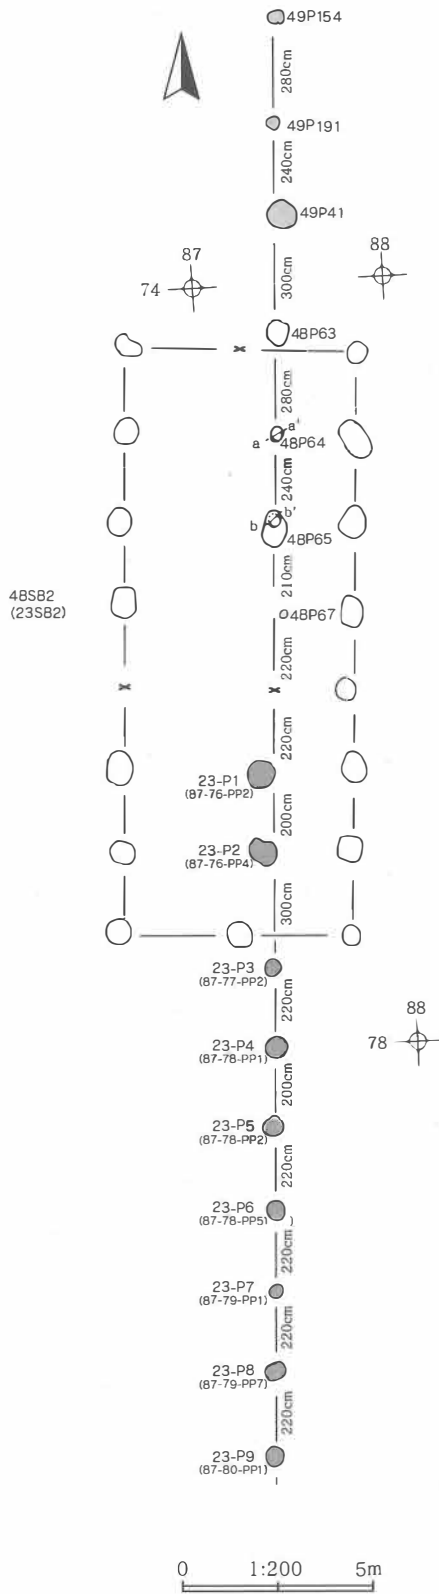 49P154
280cm
49P191
240cm
49P41
300cm
87
74
88
48P63
280cm
a a'
48P64
240cm
b b'
48P65
210cm
48P67
48SB2
(23SB2)
220cm
220cm
23-P1
(87-76-PP2)
200cm
23-P2
(87-76-PP4)
300cm
23-P3
(87-77-PP2)
220cm
88
78
23-P4
(87-78-PP1)
200cm
23-P5
(87-78-PP2)
220cm
23-P6
(87-78-PP51 )
220cm
23-P7
(87-79-PP1)
220cm
23-P8
(87-79-PP7)
220cm
23-P9
(87-80-PP1)
0 1:200 5m